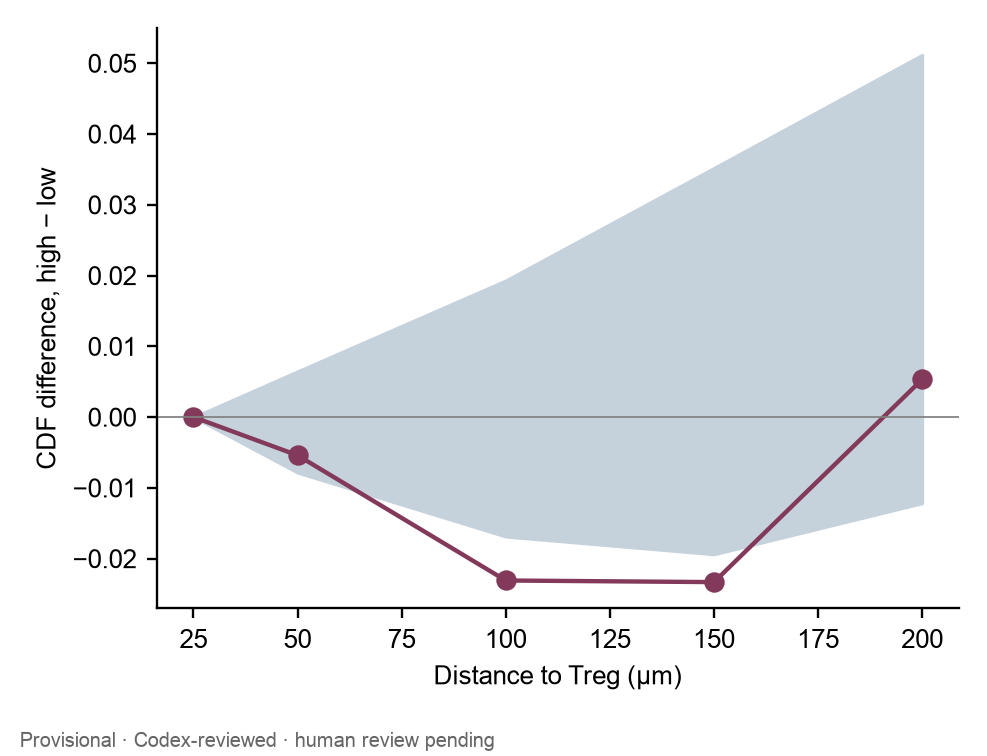 0.05
0.04
0.03
0.02
0.01
0.00
−0.01
−0.02
CDF difference, high − low
25 50 75 100 125 150 175 200
Distance to Treg (µm)
Provisional · Codex-reviewed · human review pending